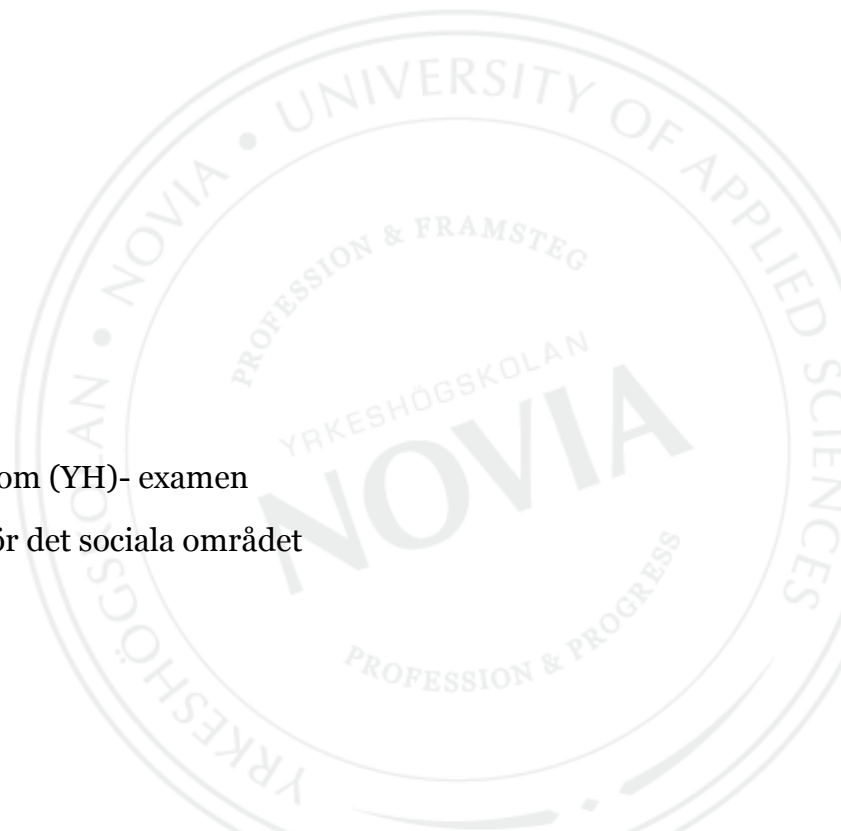 UNIVERSITY OF APPLIED SCIENCES
YRKESHÖGSKOLAN • NOVIA •
PROFESSION & FRAMSTEG
YRKESHÖGSKOLAN
NOVIA
PROFESSION & PROGRESS
om (YH)- examen
ör det sociala området